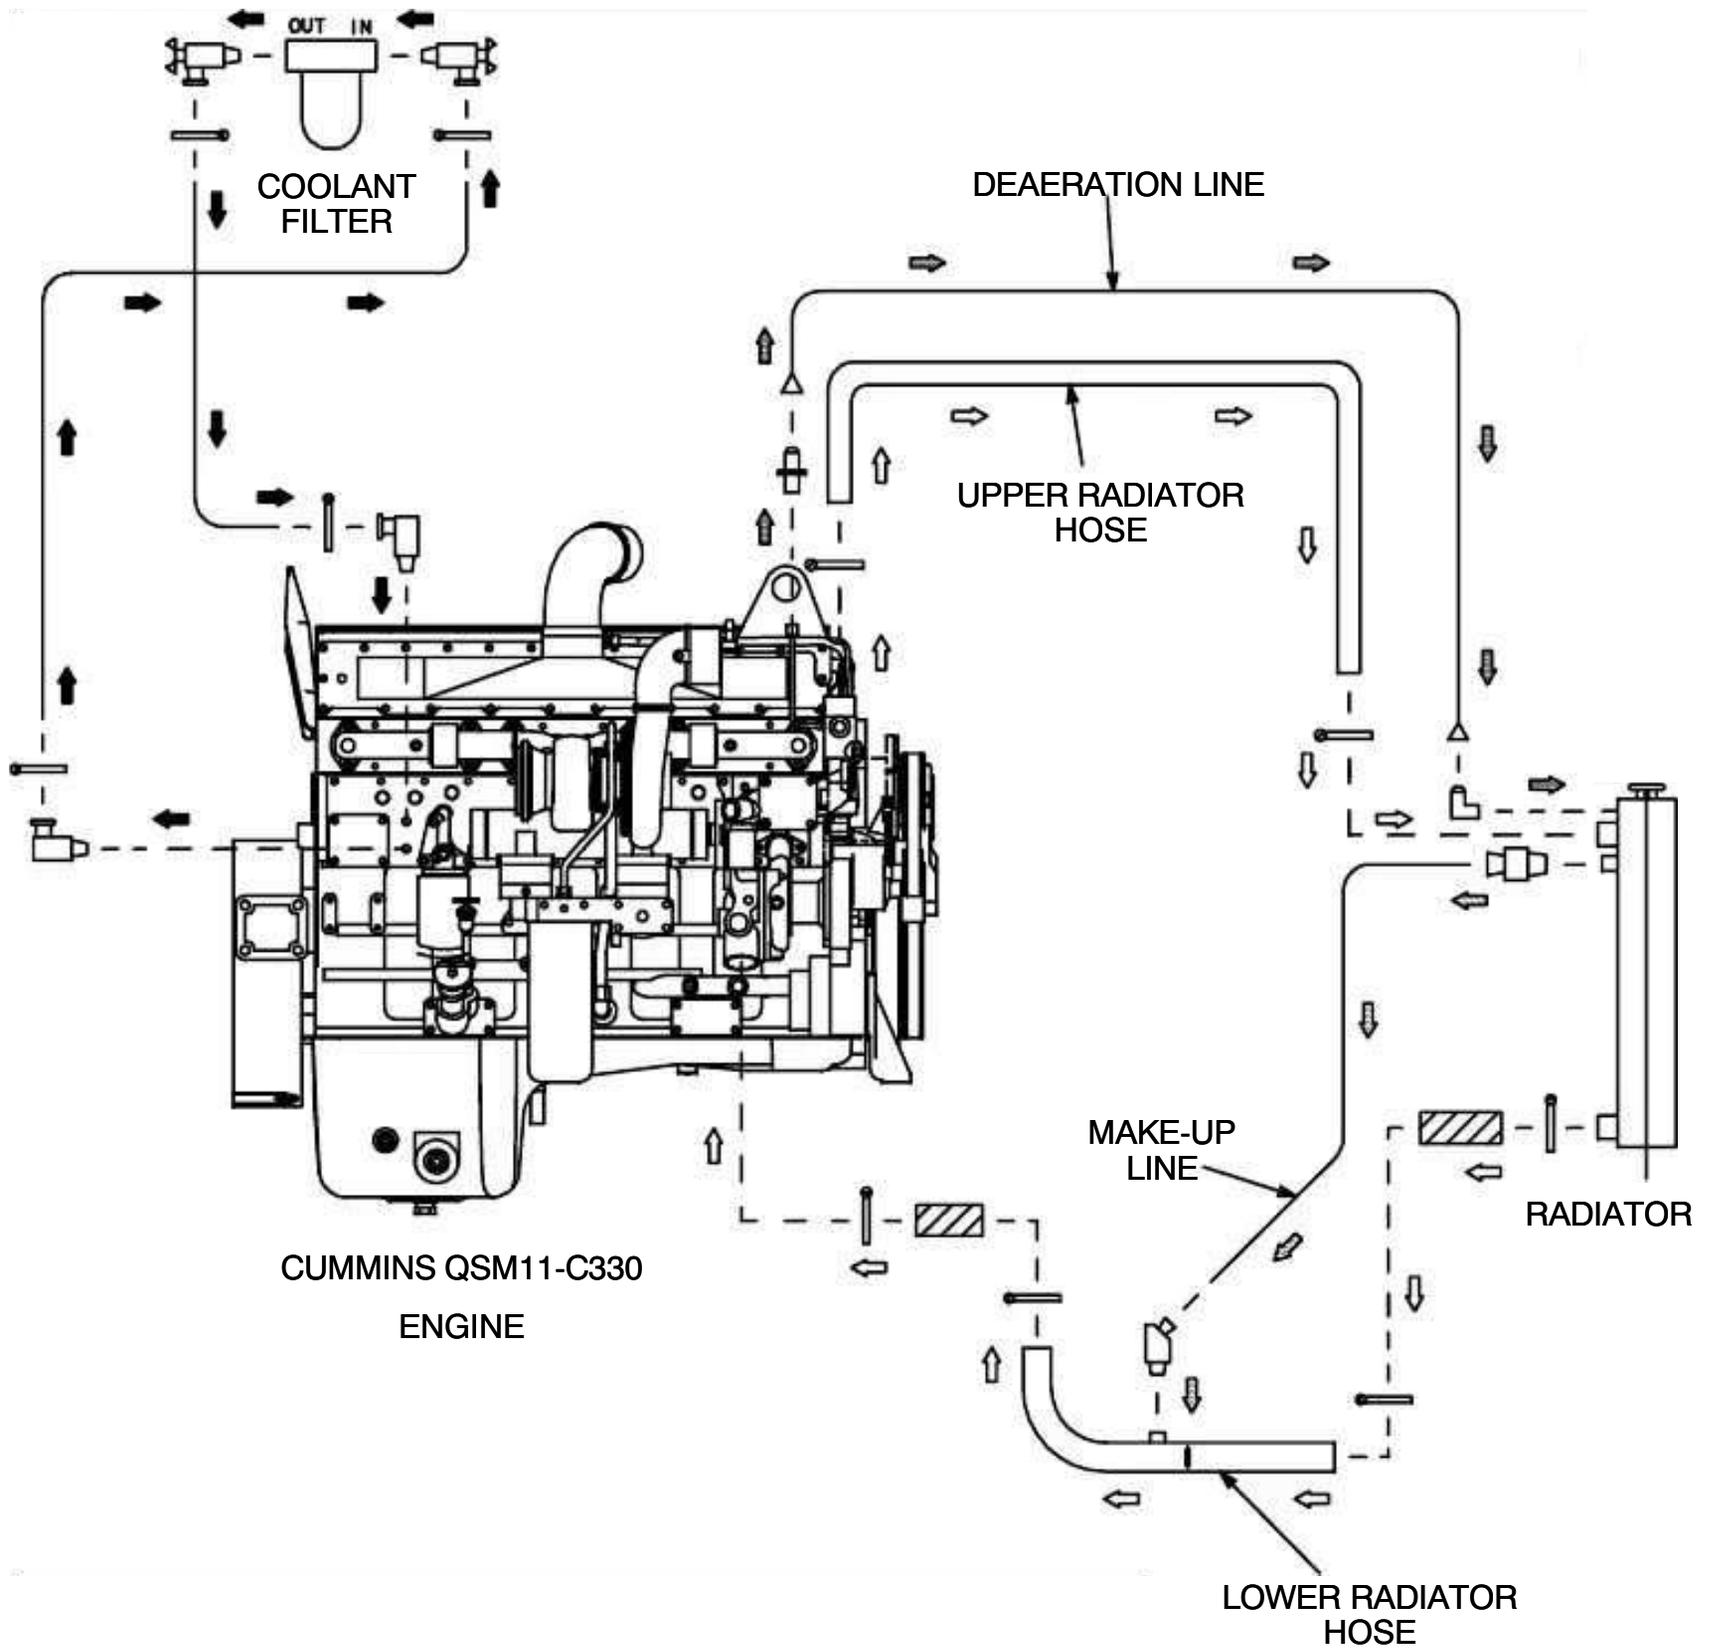 OUT IN
COOLANT
FILTER
DEAERATION LINE
UPPER RADIATOR
HOSE
MAKE-UP
LINE
RADIATOR
CUMMINS QSM11-C330
ENGINE
LOWER RADIATOR
HOSE